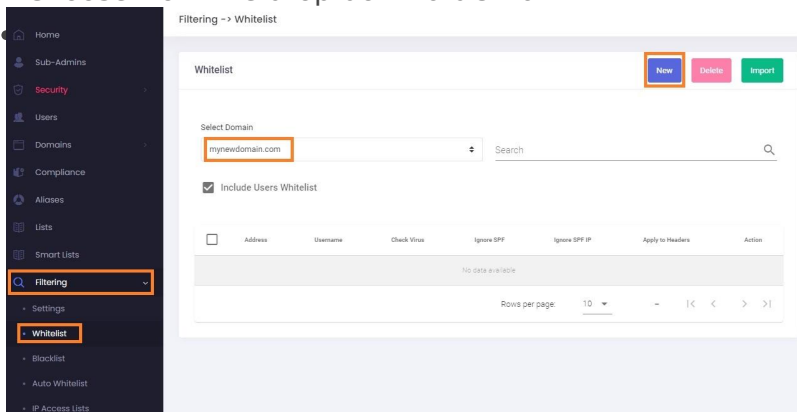 Filtering -> Whitelist
Home
Sub-Admins
Security
Users
Domains
Compliance
Aliases
Lists
Smart Lists
Filtering
Settings
Whitelist
Blacklist
Auto Whitelist
IP Access Lists
Whitelist
New Delete Import
Select Domain
mynewdomain.com Search
Include Users Whitelist
Address Username Check Virus Ignore SPF Ignore SPF IP Apply to Headers Action
No data available
Rows per page: 10 -